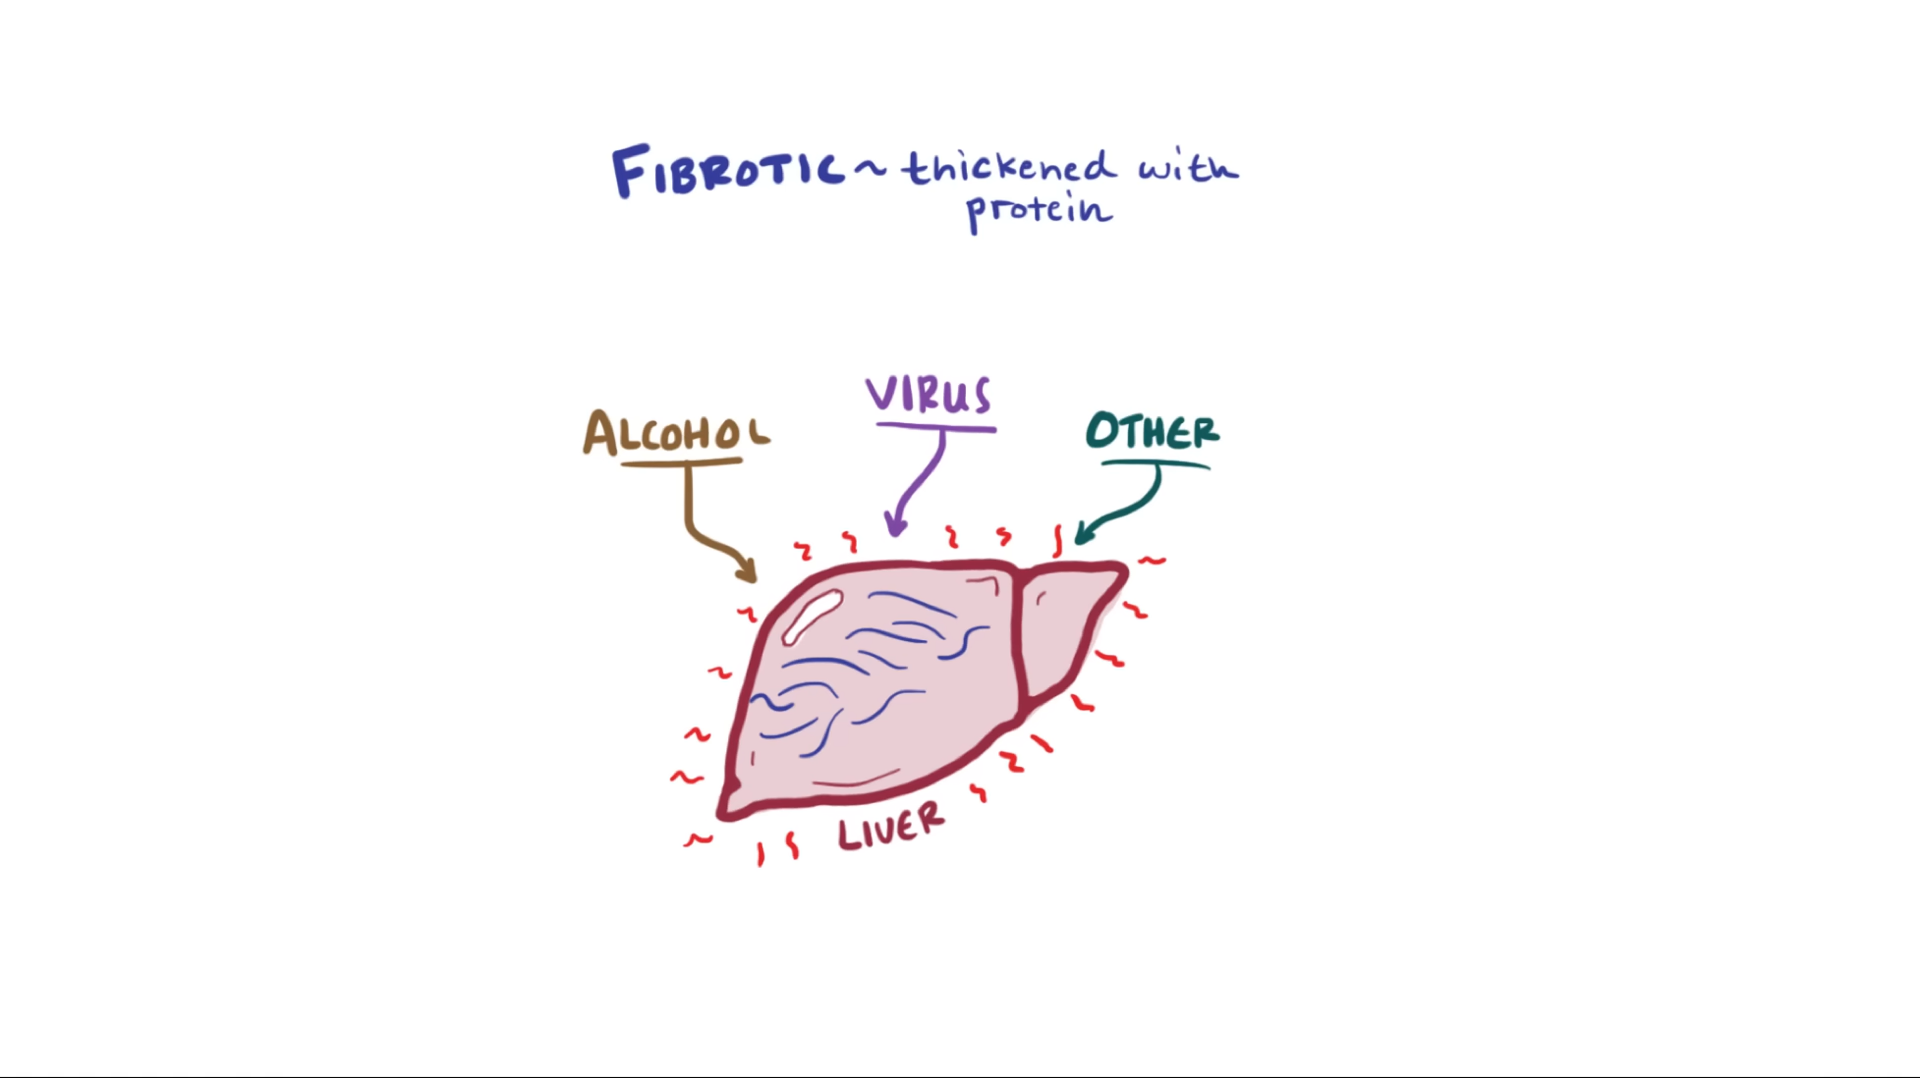 FIBROTIC ~ thickened with
protein
VIRUS
ALCOHOL
OTHER
LIVER